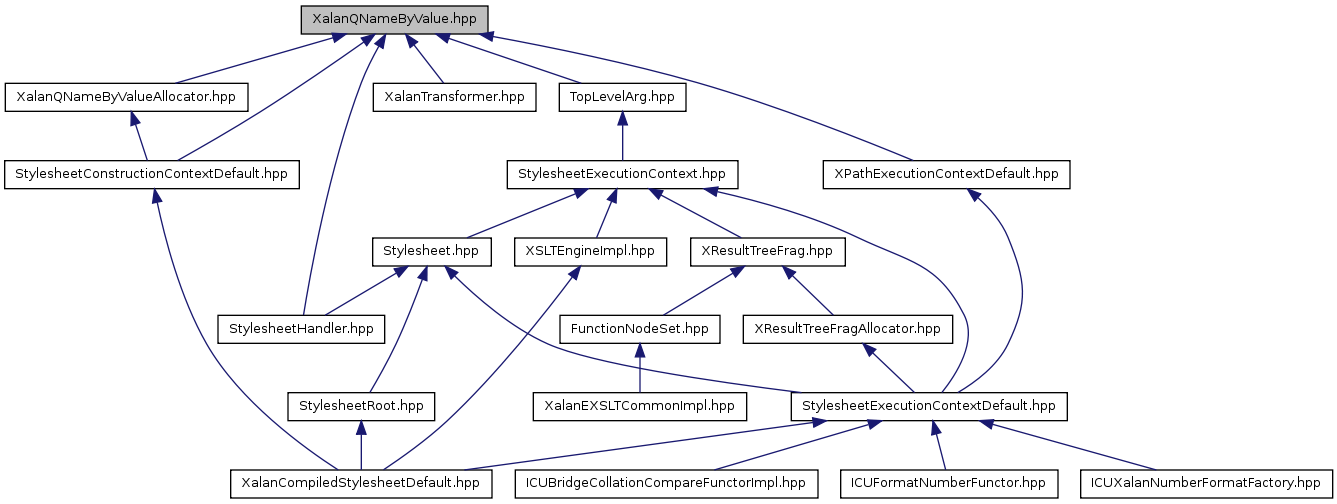 XalanQNameByValue.hpp
XalanQNameByValueAllocator.hpp
XalanTransformer.hpp
TopLevelArg.hpp
StylesheetConstructionContextDefault.hpp
StylesheetExecutionContext.hpp
XPathExecutionContextDefault.hpp
Stylesheet.hpp
XSLTEngineImpl.hpp
XResultTreeFrag.hpp
StylesheetHandler.hpp
FunctionNodeSet.hpp
XResultTreeFragAllocator.hpp
StylesheetRoot.hpp
XalanEXSLTCommonImpl.hpp
StylesheetExecutionContextDefault.hpp
XalanCompiledStylesheetDefault.hpp
ICUBridgeCollationCompareFunctorImpl.hpp
ICUFormatNumberFunctor.hpp
ICUXalanNumberFormatFactory.hpp